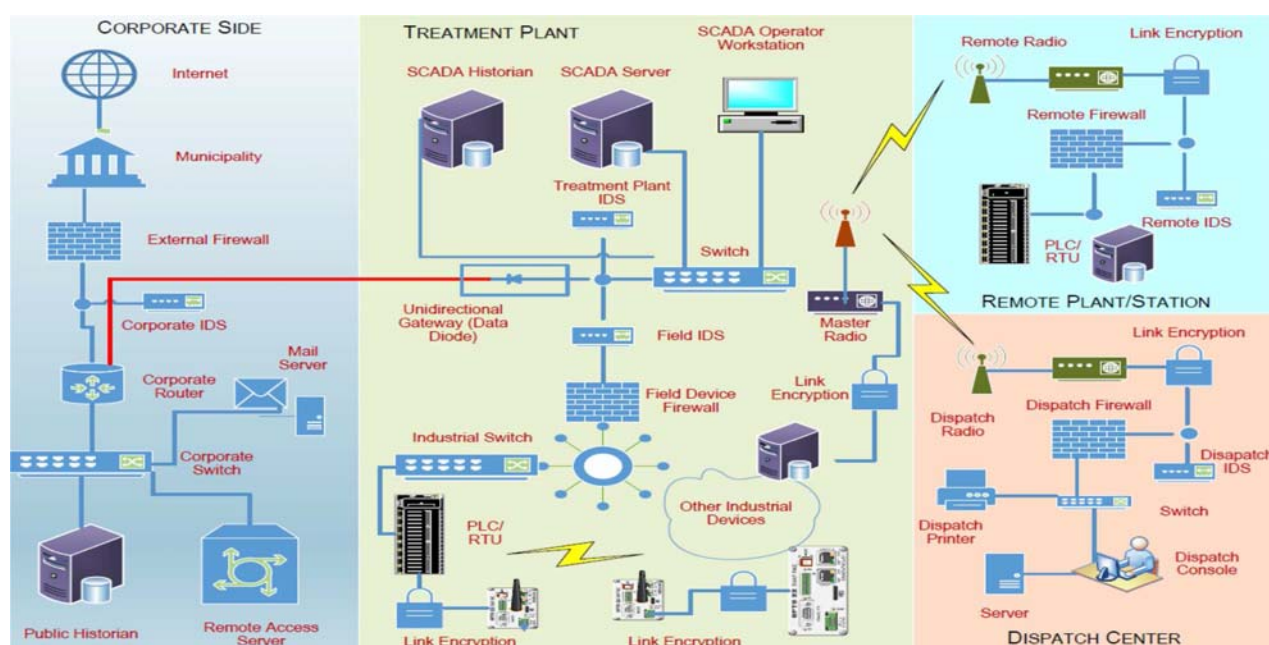 CORPORATE SIDE
Internet
Municipality
External Firewall
Corporate IDS
Mail
Server
Corporate
Router
Corporate
Switch
Public Historian
Remote Access
Server
TREATMENT PLANT
SCADA Operator
Workstation
SCADA Historian
SCADA Server
Treatment Plant
IDS
Switch
Unidirectional
Gateway (Data
Diode)
Field IDS
Master
Radio
Link
Encryption
Field Device
Firewall
Industrial Switch
Other Industrial
Devices
PLC/
RTU
Link Encryption
Link Encryption
Remote Radio
Link Encryption
Remote Firewall
Remote IDS
PLC/
RTU
REMOTE PLANT/STATION
Link Encryption
Dispatch Firewall
Dispatch
Radio
Disapatch
IDS
Switch
Dispatch
Printer
Dispatch
Console
Server
DISPATCH CENTER